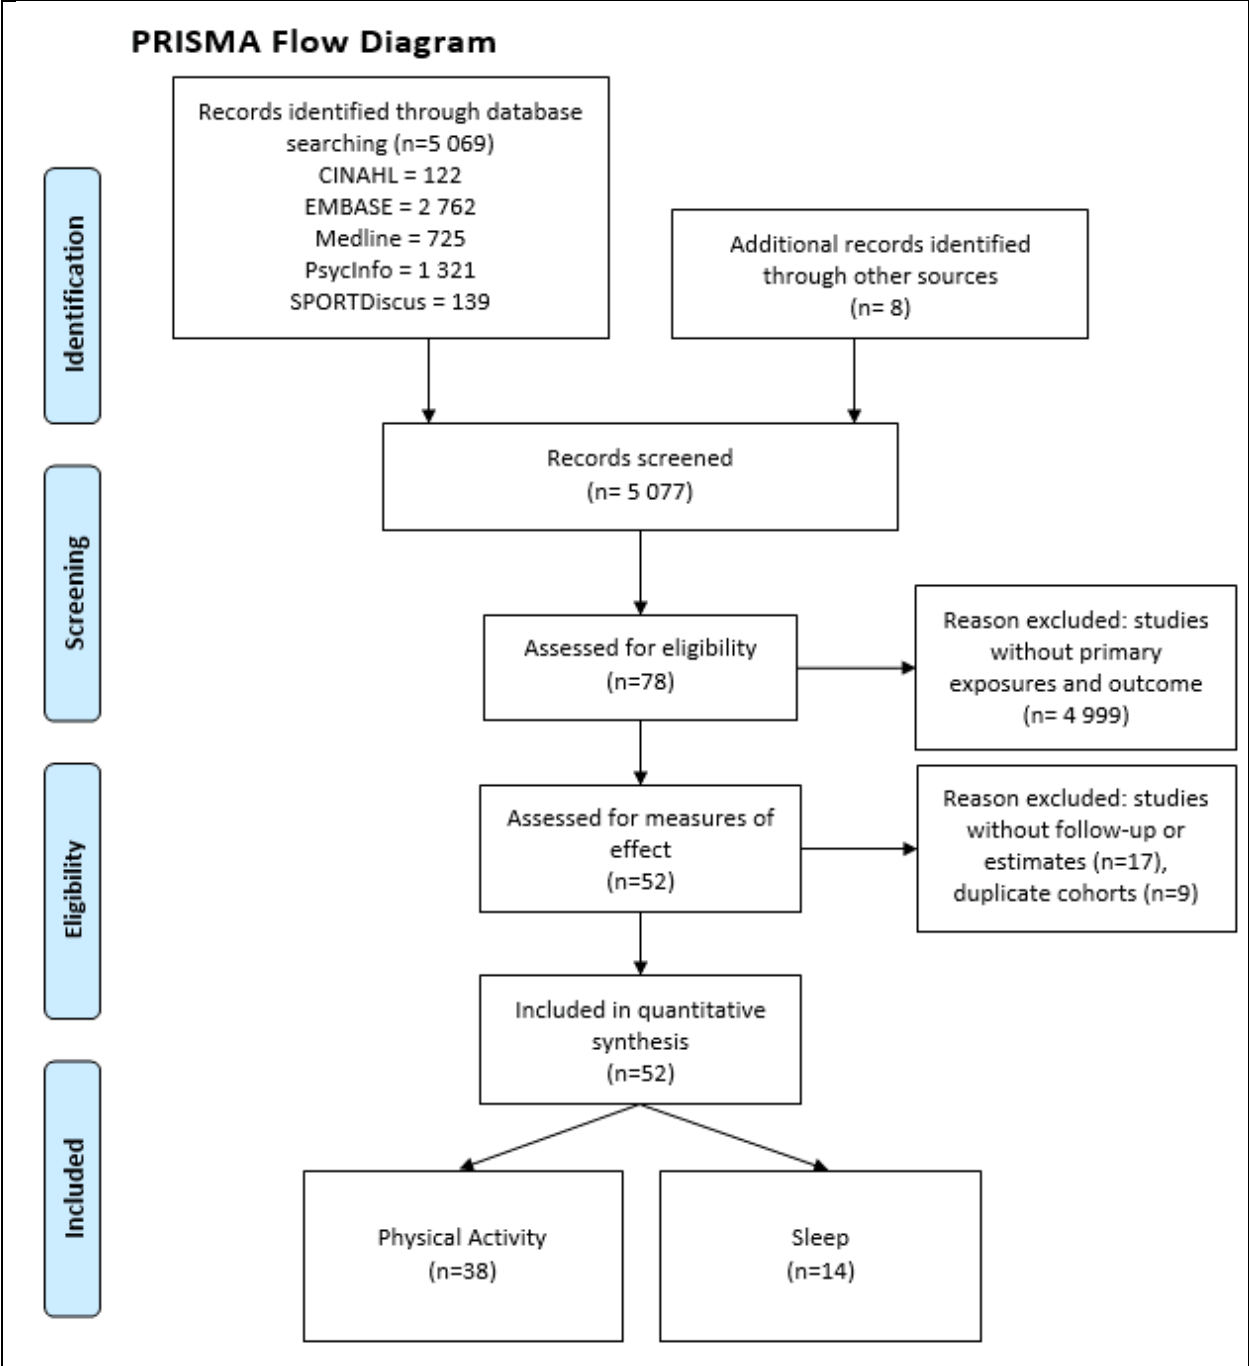 PRISMA Flow Diagram
Records identified through database
searching (n=5 069)
CINAHL = 122
EMBASE = 2 762
Medline = 725
PsycInfo = 1 321
SPORTDiscus = 139
Additional records identified
through other sources
(n= 8)
Identification
Records screened
(n= 5 077)
Screening
Assessed for eligibility
(n=78)
Reason excluded: studies
without primary
exposures and outcome
(n= 4 999)
Eligibility
Assessed for measures of
effect
(n=52)
Reason excluded: studies
without follow-up or
estimates (n=17),
duplicate cohorts (n=9)
Included in quantitative
synthesis
(n=52)
Included
Physical Activity
(n=38)
Sleep
(n=14)